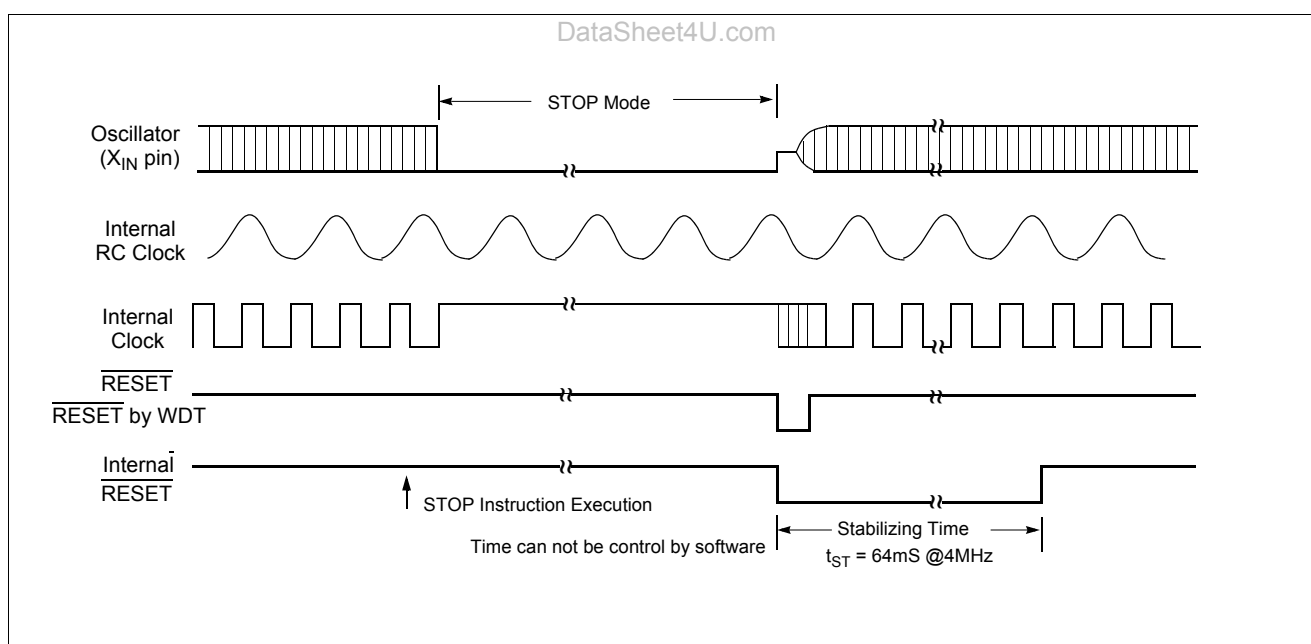 DataSheet4U.com
STOP Mode
Oscillator
(XIN pin)
Internal
RC Clock
Internal
Clock
RESET
RESET by WDT
Internal
RESET
STOP Instruction Execution
Time can not be control by software
Stabilizing Time
tST = 64mS @4MHz